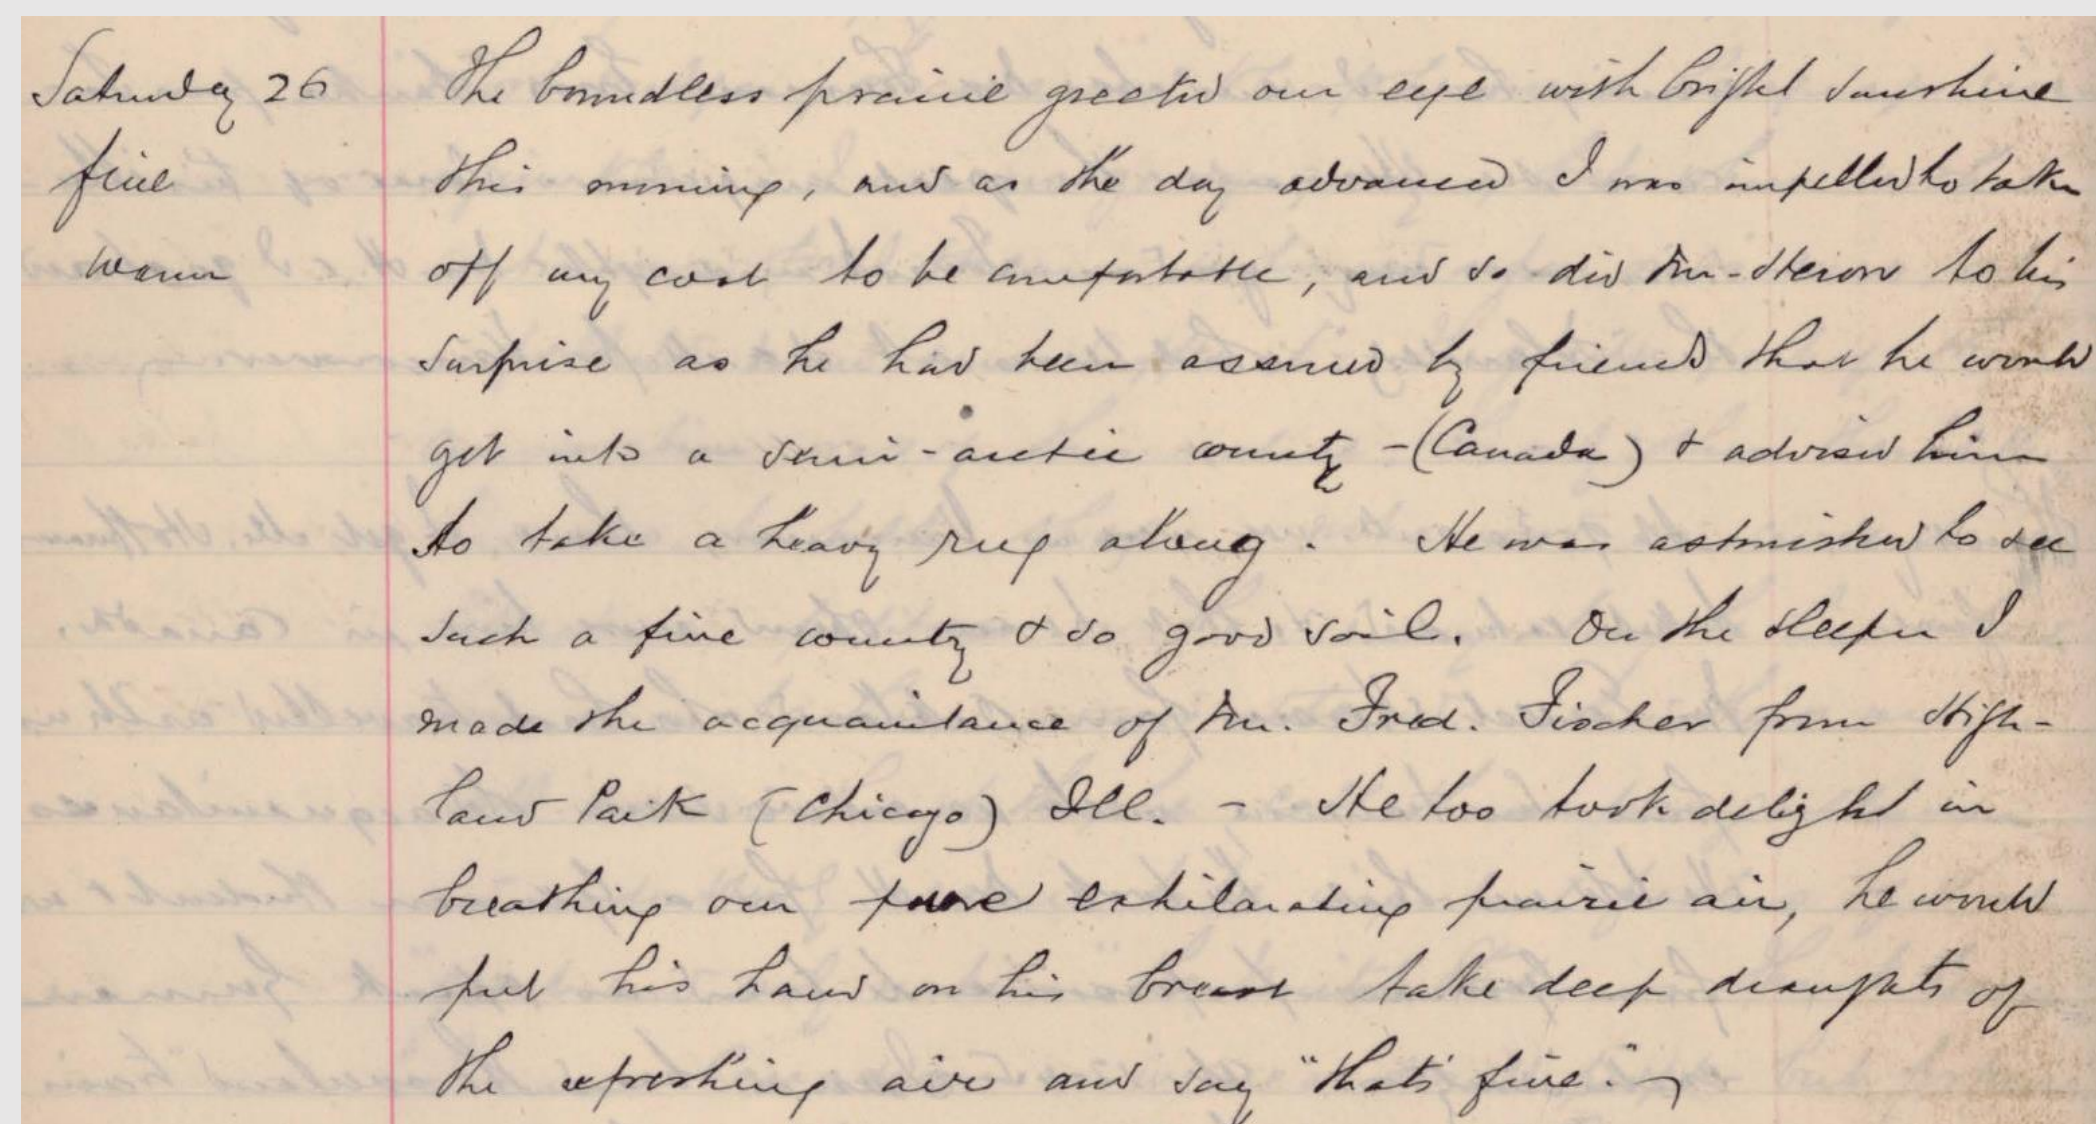 Saturday 26 The boundless prairie greeted our eye with bright sunshine
fine this morning, and as the day advanced I was impelled to take
warm off my coat to be comfortable, and so did Mr. Heron to his
surprise as he had been assured by friends that he would
get into a semi-arctic county - (Canada) & advised him
to take a heavy rug along. He was astonished to see
such a fine country & so good soil. On the sleeper I
made the acquaintance of Mr. Fred. Fischer from High-
land Park (Chicago) Ill. - He too took delight in
breathing our pure exhilarating prairie air, he would
put his hand on his breast take deep draughts of
the refreshing air and say "that's fine."